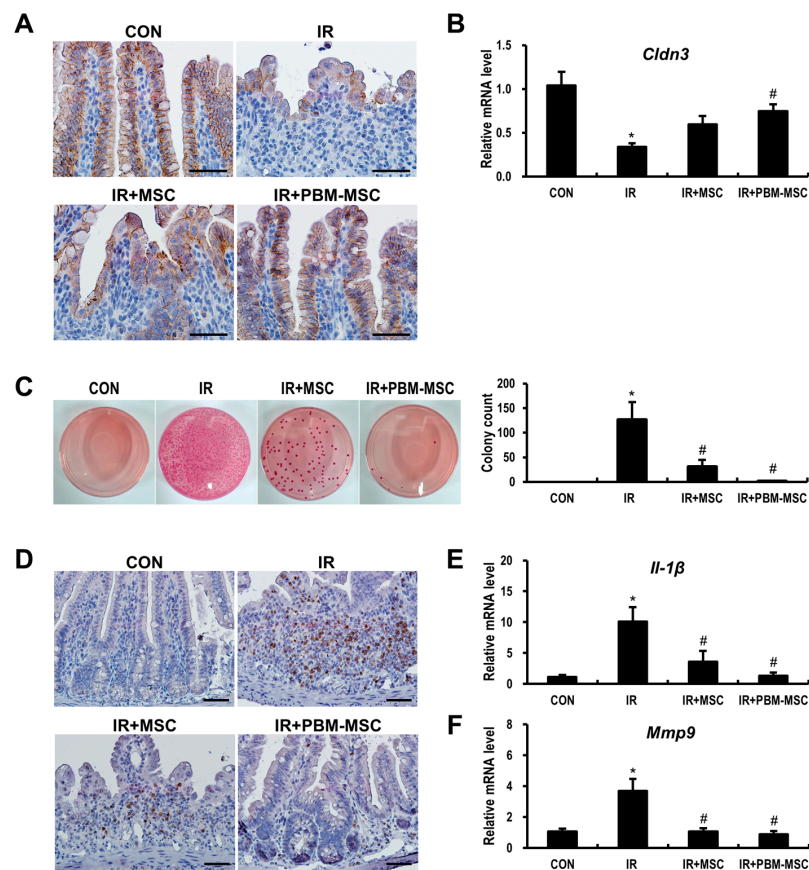 A
CON
IR
IR+MSC
IR+PBM-MSC
B
Cldn3
Relative mRNA level
1.5
1.0
0.5
0.0
*
#
CON
IR
IR+MSC
IR+PBM-MSC
C
CON
IR
IR+MSC
IR+PBM-MSC
Colony count
200
150
100
50
0
*
#
#
CON
IR
IR+MSC
IR+PBM-MSC
D
CON
IR
IR+MSC
IR+PBM-MSC
E
Il-1β
Relative mRNA level
20
15
10
5
0
*
#
#
CON
IR
IR+MSC
IR+PBM-MSC
F
Mmp9
Relative mRNA level
8
6
4
2
0
*
#
#
CON
IR
IR+MSC
IR+PBM-MSC